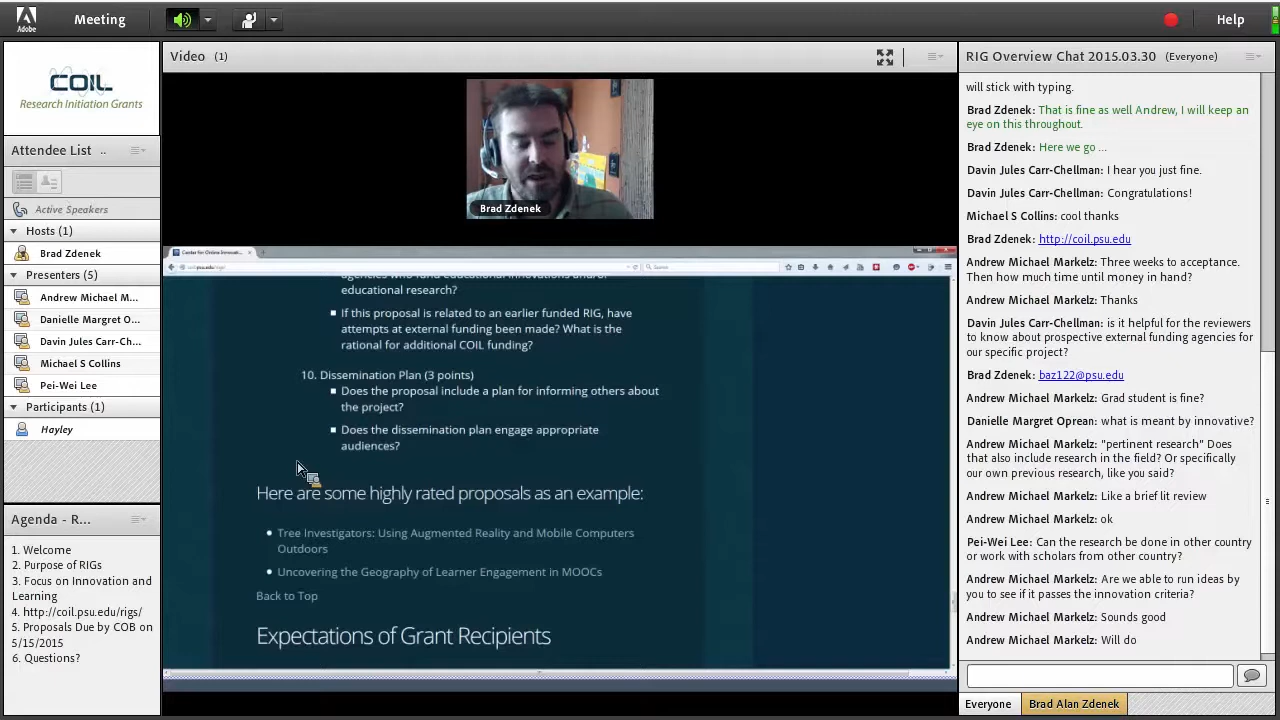 Adobe
Meeting
Help
COIL
Research Initiation Grants
Attendee List ..
Active Speakers
Hosts (1)
Brad Zdenek
Presenters (5)
Andrew Michael M...
Danielle Margret O...
Davin Jules Carr-Ch...
Michael S Collins
Pei-Wei Lee
Participants (1)
Hayley
Agenda - R...
1. Welcome
2. Purpose of RIGs
3. Focus on Innovation and
Learning
4. http://coil.psu.edu/rigs/
5. Proposals Due by COB on
5/15/2015
6. Questions?
Video (1)
Brad Zdenek
Center for Online Innovati...
coil.psu.edu/rigs/
Search
agencies who fund educational innovations and/or
educational research?
If this proposal is related to an earlier funded RIG, have
attempts at external funding been made? What is the
rational for additional COIL funding?
10. Dissemination Plan (3 points)
Does the proposal include a plan for informing others about
the project?
Does the dissemination plan engage appropriate
audiences?
Here are some highly rated proposals as an example:
Tree Investigators: Using Augmented Reality and Mobile Computers
Outdoors
Uncovering the Geography of Learner Engagement in MOOCs
Back to Top
Expectations of Grant Recipients
RIG Overview Chat 2015.03.30 (Everyone)
will stick with typing.
Brad Zdenek: That is fine as well Andrew, I will keep an
eye on this throughout.
Brad Zdenek: Here we go ...
Davin Jules Carr-Chellman: I hear you just fine.
Davin Jules Carr-Chellman: Congratulations!
Michael S Collins: cool thanks
Brad Zdenek: http://coil.psu.edu
Andrew Michael Markelz: Three weeks to acceptance.
Then how much time until money in hand?
Andrew Michael Markelz: Thanks
Davin Jules Carr-Chellman: is it helpful for the reviewers
to know about prospective external funding agencies for
our specific project?
Brad Zdenek: baz122@psu.edu
Andrew Michael Markelz: Grad student is fine?
Danielle Margret Oprean: what is meant by innovative?
Andrew Michael Markelz: "pertinent research" Does
that also include research in the field? Or specifically
our own previous research, like you said?
Andrew Michael Markelz: Like a brief lit review
Andrew Michael Markelz: ok
Pei-Wei Lee: Can the research be done in other country
or work with scholars from other country?
Andrew Michael Markelz: Are we able to run ideas by
you to see if it passes the innovation criteria?
Andrew Michael Markelz: Sounds good
Andrew Michael Markelz: Will do
Everyone
Brad Alan Zdenek